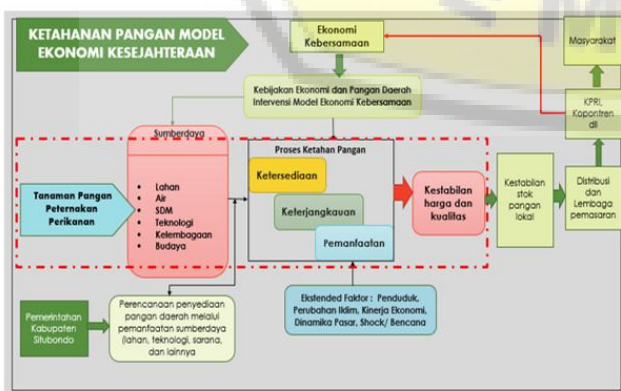 KETAHANAN PANGAN MODEL
EKONOMI KESEJAHTERAAN
Ekonomi
Kebersamaan
Masyarakat
Kebijakan Ekonomi dan Pangan Daerah
Intervensi Model Ekonomi Kebersamaan
KPRI,
Kopontren
dll
Sumberdaya
Proses Ketahan Pangan
Ketersediaan
Keterjangkauan
Pemanfaatan
Tanaman Pangan
Peternakan
Perikanan
• Lahan
• Air
• SDM
• Teknologi
• Kelembagaan
• Budaya
Kestabilan
harga dan
kualitas
Kestabilan
stok
pangan
lokal
Distribusi
dan
Lembaga
pemasaran
Pemerintahan
Kabupaten
Situbondo
Perencanaan penyediaan
pangan daerah melalui
pemanfaatan sumberdaya
(lahan, teknologi, sarana,
dan lainnya
Ekstended Faktor : Penduduk,
Perubahan Iklim, Kinerja Ekonomi,
Dinamika Pasar, Shock/ Bencana